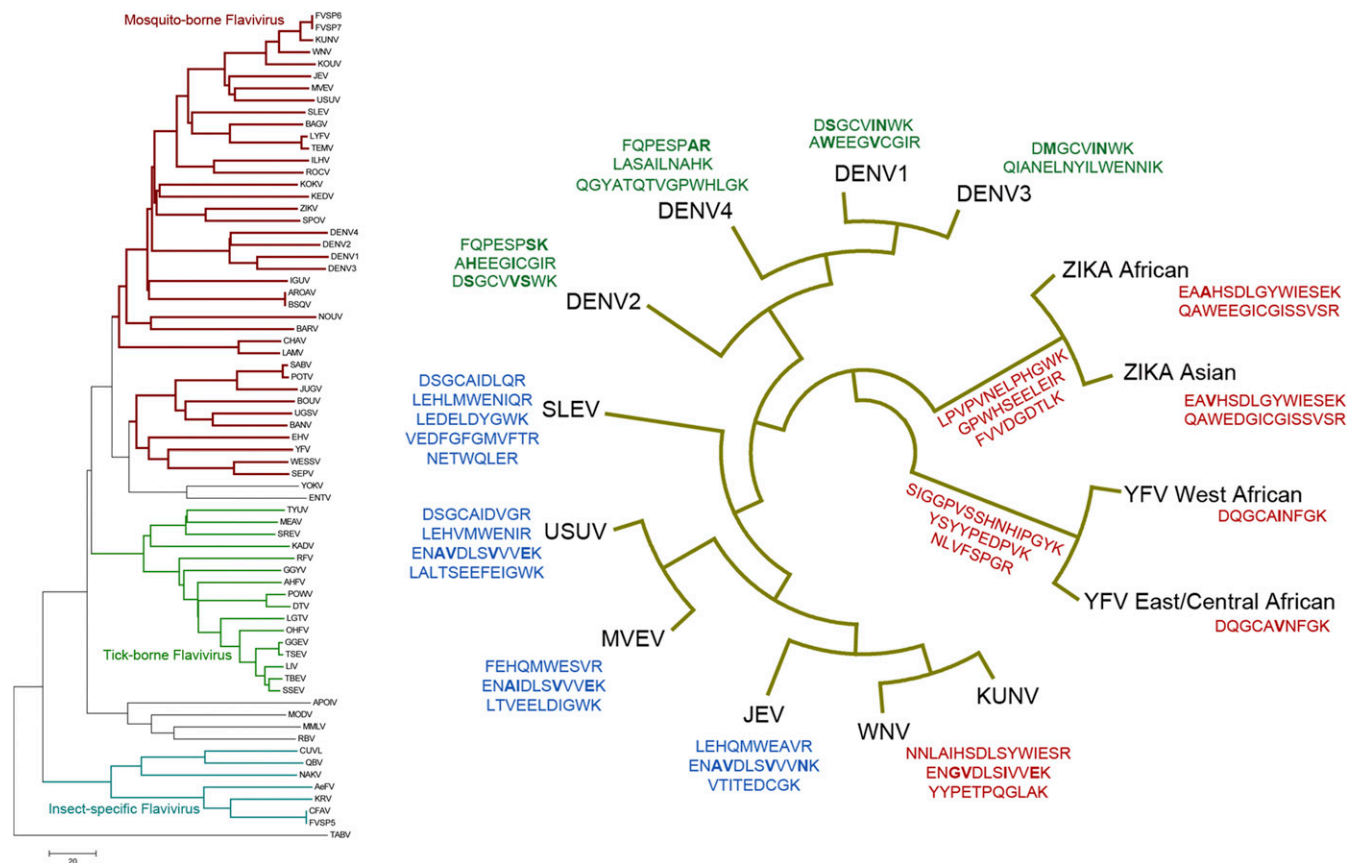 Mosquito-borne Flavivirus
FVSP6
FVSP7
KUNV
WNV
KOUV
JEV
MVEV
USUV
SLEV
BAGV
LYFV
TEMV
ILHV
ROCV
KOKV
KEDV
ZIKV
SPOV
DENV4
DENV2
DENV1
DENV3
IGUV
AROAV
BSQV
NOUV
BARV
CHAV
LAMV
SABV
POTV
JUGV
BOUV
UGSV
BANV
EHV
YFV
WESSV
SEPV
YOKV
ENTV
TYUV
MEAV
SREV
KADV
RFV
GGYV
AHFV
POWV
DTV
LGTV
OHFV
GGEV
TSEV
Tick-borne Flavivirus
LIV
TBEV
SSEV
APOIV
MODV
MMLV
RBV
CUVL
QBV
NAKV
AeFV
KRV
Insect-specific Flavivirus
CFAV
FVSP5
TABV
20
FQPESPAR
LASAILNAHK
QGYATQTVGPWHLGK
DENV4
DSGCVINWK
AWEEGVCGIR
DENV1
DMGCVINWK
QIANELNYILWENNIK
DENV3
FQPESPSK
AHEEGICGIR
DSGCVVSWK
DENV2
ZIKA African
EAAHSDLGYWIESEK
QAWEEGICGISSVSR
ZIKA Asian
EAVHSDLGYWIESEK
QAWEDGICGISSVSR
LPVPVNELPHGWK
GPWHSEELEIR
FVVDGDTLK
DSGCAIDLQR
LEHLMWENIQR
LEDELDYGWK
VEDFGFGMVFTR
NETWQLER
SLEV
SIGGPVSSHNHIPGYK
YSYYPEDPVK
NLVFSPGR
YFV West African
DQGCAINFGK
YFV East/Central African
DQGCAVNFGK
DSGCAIDVGR
LEHVMWENIR
ENAVDLSVVVEK
LALTSEEFEIGWK
USUV
MVEV
FEHQMWESVR
ENAIDLSVVVEK
LTVEELDIGWK
JEV
LEHQMWEAVR
ENAVDLSVVVNK
VTITEDCGK
WNV
KUNV
NNLAIHSDLSYWIESR
ENGVDLSIVVEK
YYPETPQGLAK